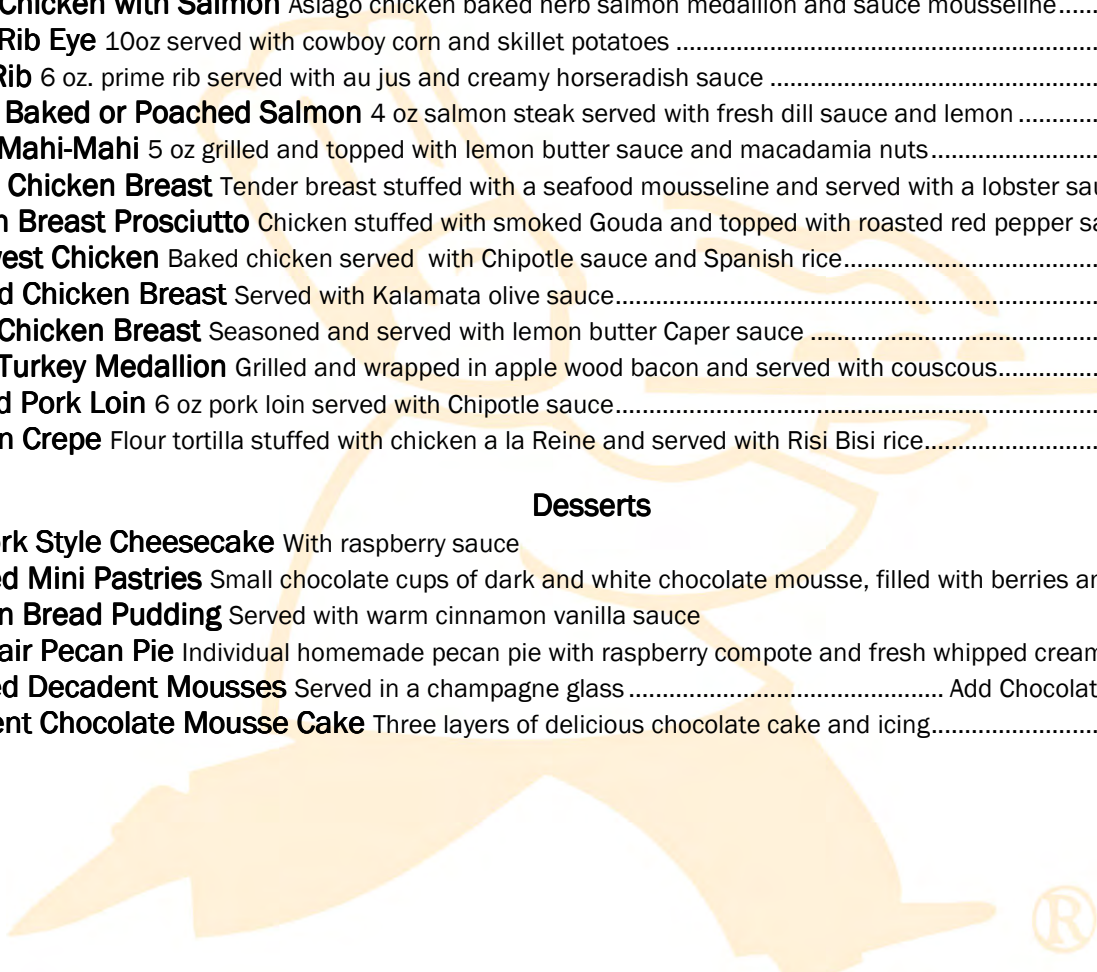 Chicken with Salmon Asiago chicken baked herb salmon medallion and sauce mousseline......
Rib Eye 10oz served with cowboy corn and skillet potatoes ..........................................................................
Rib 6 oz. prime rib served with au jus and creamy horseradish sauce .........................................................
Baked or Poached Salmon 4 oz salmon steak served with fresh dill sauce and lemon .............
Mahi-Mahi 5 oz grilled and topped with lemon butter sauce and macadamia nuts.............................
Chicken Breast Tender breast stuffed with a seafood mousseline and served with a lobster
Breast Prosciutto Chicken stuffed with smoked Gouda and topped with roasted red pepper
Chicken Baked chicken served with Chipotle sauce and Spanish rice............................................
Chicken Breast Served with Kalamata olive sauce...................................................................................
Chicken Breast Seasoned and served with lemon butter Caper sauce ..................................................
Turkey Medallion Grilled and wrapped in apple wood bacon and served with couscous.................
Pork Loin 6 oz pork loin served with Chipotle sauce...................................................................................
Crepe Flour tortilla stuffed with chicken a la Reine and served with Risi Bisi rice..............................
Desserts
Style Cheesecake With raspberry sauce
Mini Pastries Small chocolate cups of dark and white chocolate mousse, filled with berries
Bread Pudding Served with warm cinnamon vanilla sauce
Pecan Pie Individual homemade pecan pie with raspberry compote and fresh whipped cream
Decadent Mousses Served in a champagne glass ...................................................... Add
Chocolate Mousse Cake Three layers of delicious chocolate cake and icing.............................
®